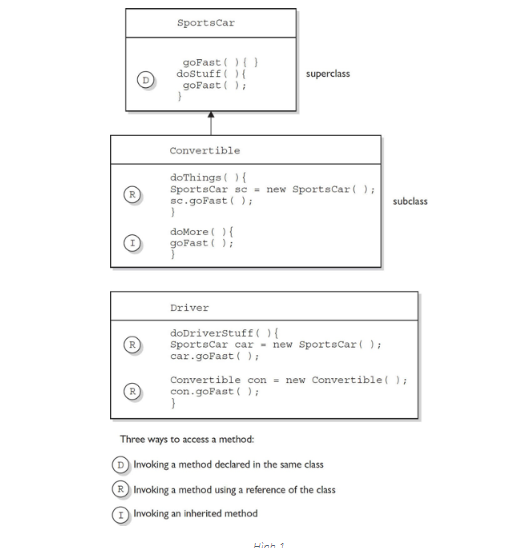 SportsCar
goFast( ){ }
D
doStuff( ){
goFast( );
}
superclass
Convertible
doThings( ){
R
SportsCar sc = new SportsCar( );
sc.goFast( );
}
subclass
doMore( ){
I
goFast( );
}
Driver
doDriverStuff( ){
R
SportsCar car = new SportsCar( );
car.goFast( );
Convertible con = new Convertible( );
R
con.goFast( );
}
Three ways to access a method:
D Invoking a method declared in the same class
R Invoking a method using a reference of the class
I Invoking an inherited method